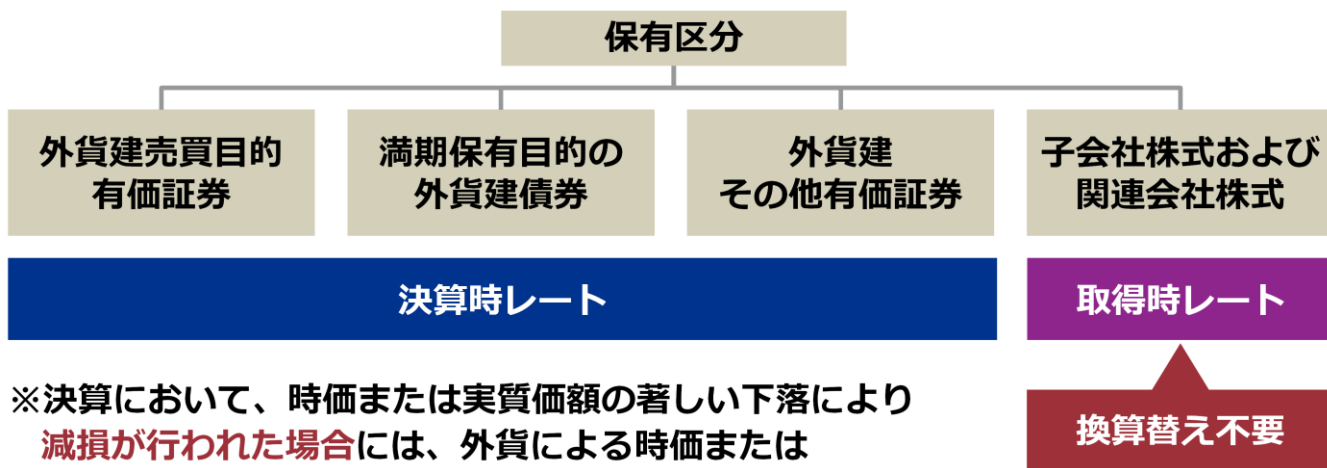 保有区分
外貨建売買目的
有価証券
満期保有目的の
外貨建債券
外貨建
その他有価証券
子会社株式および
関連会社株式
決算時レート
取得時レート
換算替え不要
※決算において、時価または実質価額の著しい下落により
減損が行われた場合には、外貨による時価または